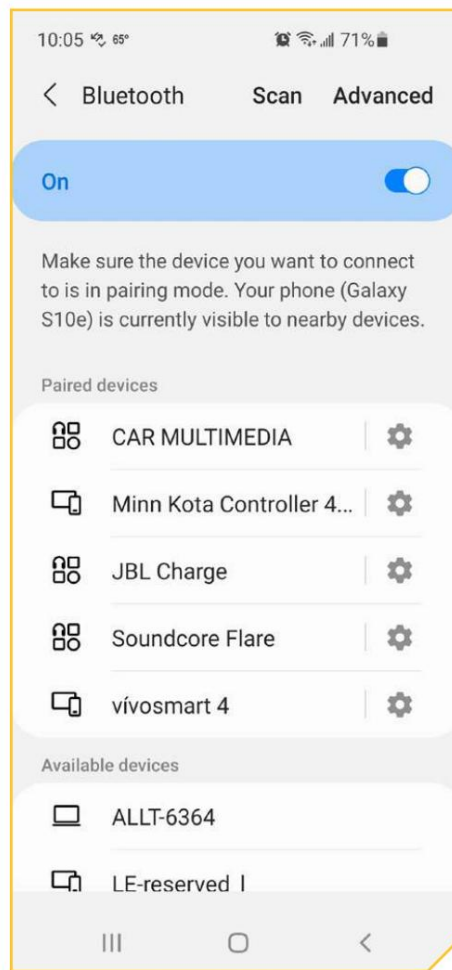 10:05 65° 71%
Bluetooth Scan Advanced
On
Make sure the device you want to connect
to is in pairing mode. Your phone (Galaxy
S10e) is currently visible to nearby devices.
Paired devices
CAR MULTIMEDIA
Minn Kota Controller 4...
JBL Charge
Soundcore Flare
vívosmart 4
Available devices
ALLT-6364
LE-reserved